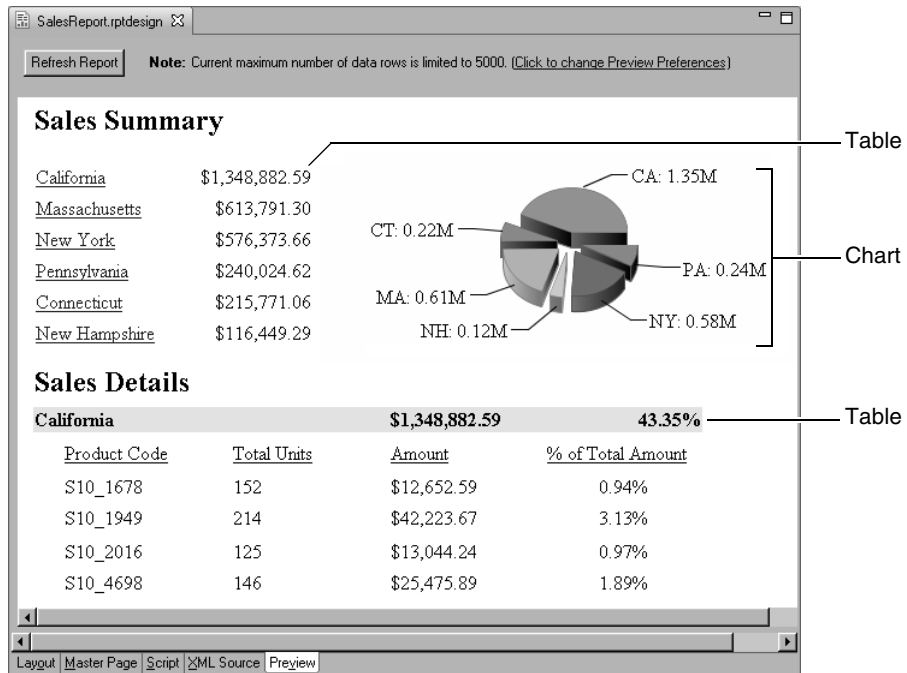 SalesReport.rptdesign
Refresh Report Note: Current maximum number of data rows is limited to 5000. (Click to change Preview Preferences)
Sales Summary
Table
California $1,348,882.59
Massachusetts $613,791.30
New York $576,373.66
Pennsylvania $240,024.62
Connecticut $215,771.06
New Hampshire $116,449.29
CA: 1.35M
CT: 0.22M
PA: 0.24M
MA: 0.61M
NY: 0.58M
NH: 0.12M
Chart
Sales Details
California $1,348,882.59 43.35%
Table
Product Code Total Units Amount % of Total Amount
S10_1678 152 $12,652.59 0.94%
S10_1949 214 $42,223.67 3.13%
S10_2016 125 $13,044.24 0.97%
S10_4698 146 $25,475.89 1.89%
Layout Master Page Script XML Source Preview